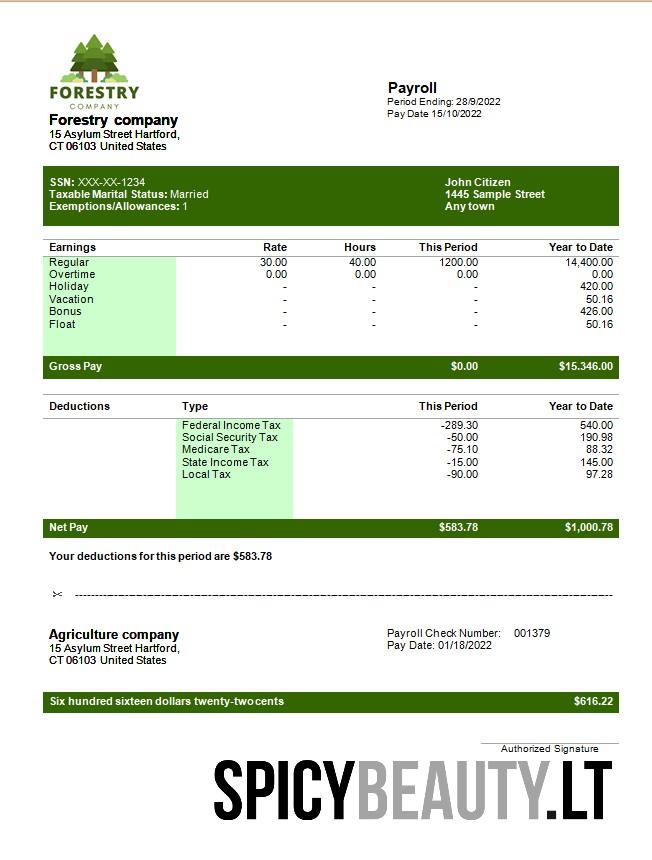 FORESTRY
COMPANY
Forestry company
15 Asylum Street Hartford,
CT 06103 United States
Payroll
Period Ending: 28/9/2022
Pay Date 15/10/2022
SSN: XXX-XX-1234
Taxable Marital Status: Married
Exemptions/Allowances: 1
John Citizen
1445 Sample Street
Any town
Earnings Rate Hours This Period Year to Date
Regular 30.00 40.00 1200.00 14,400.00
Overtime 0.00 0.00 0.00 0.00
Holiday - - - 420.00
Vacation - - - 50.16
Bonus - - - 426.00
Float - - - 50.16
Gross Pay $0.00 $15.346.00
Deductions Type This Period Year to Date
Federal Income Tax -289.30 540.00
Social Security Tax -50.00 190.98
Medicare Tax -75.10 88.32
State Income Tax -15.00 145.00
Local Tax -90.00 97.28
Net Pay $583.78 $1,000.78
Your deductions for this period are $583.78
Agriculture company
15 Asylum Street Hartford,
CT 06103 United States
Payroll Check Number: 001379
Pay Date: 01/18/2022
Six hundred sixteen dollars twenty-two cents $616.22
Authorized Signature
SPICYBEAUTY.LT